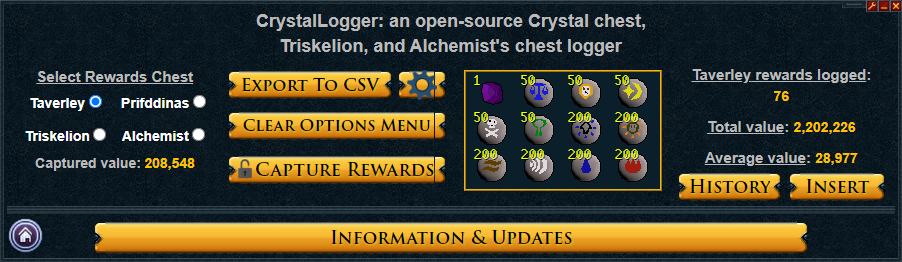 CrystalLogger: an open-source Crystal chest,
Triskelion, and Alchemist's chest logger
Select Rewards Chest
Taverley Prifddinas
Triskelion Alchemist
Captured value: 208,548
EXPORT TO CSV
CLEAR OPTIONS MENU
CAPTURE REWARDS
1 50 50 50
50 50 200 200
200 200 200 200
Taverley rewards logged:
76
Total value: 2,202,226
Average value: 28,977
HISTORY INSERT
INFORMATION & UPDATES